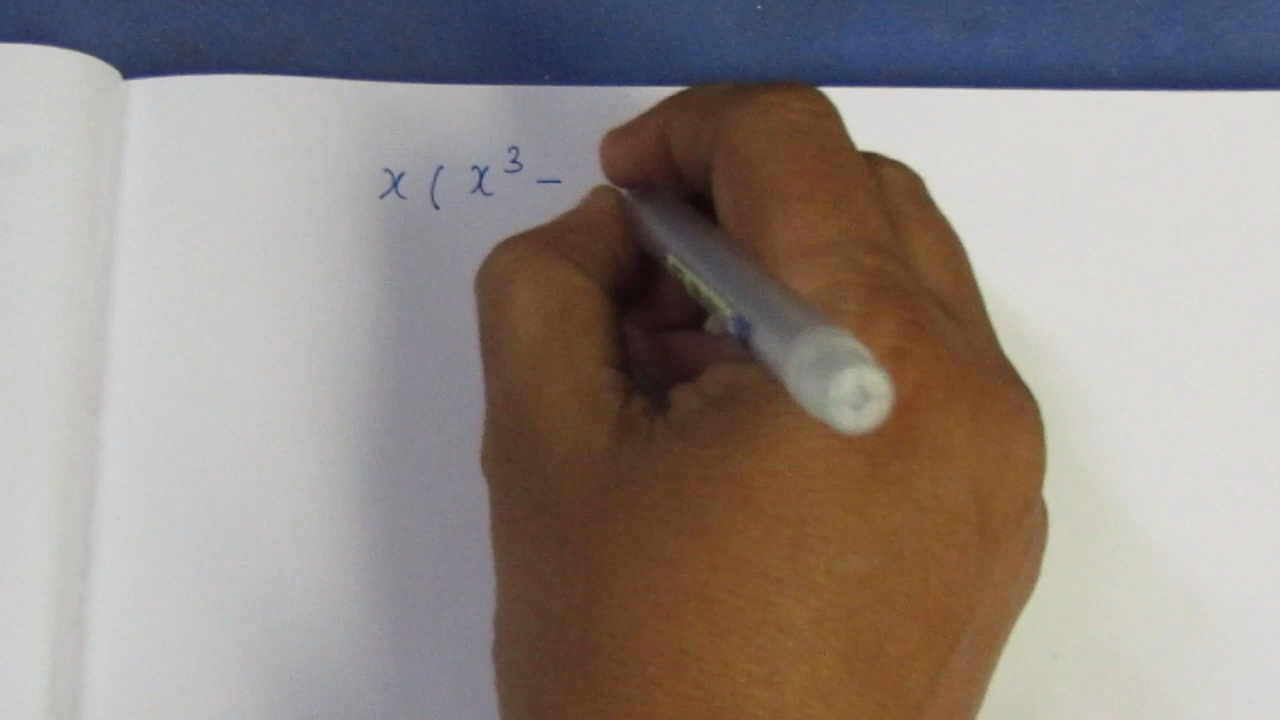 x ( x³ –